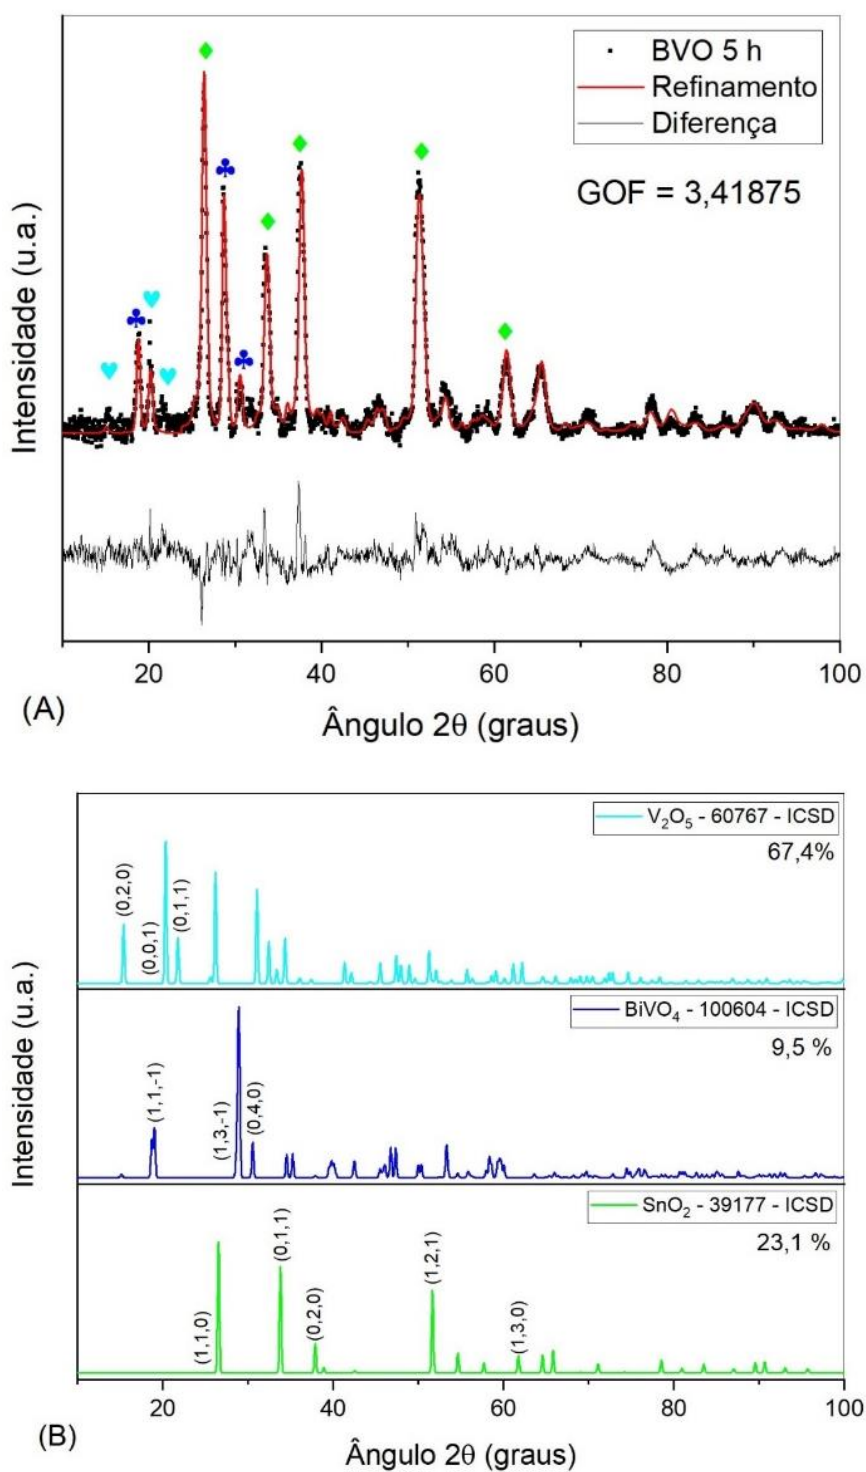 BVO 5 h
Refinamento
Diferença
GOF = 3,41875
Intensidade (u.a.)
20
40
60
80
100
(A)
Ângulo 2θ (graus)
V₂O₅ - 60767 - ICSD
67,4%
(0,2,0)
(0,0,1)
(0,1,1)
BiVO₄ - 100604 - ICSD
9,5 %
(1,1,-1)
(1,3,-1)
(0,4,0)
Intensidade (u.a.)
SnO₂ - 39177 - ICSD
23,1 %
(1,1,0)
(0,1,1)
(0,2,0)
(1,2,1)
(1,3,0)
20
40
60
80
100
(B)
Ângulo 2θ (graus)